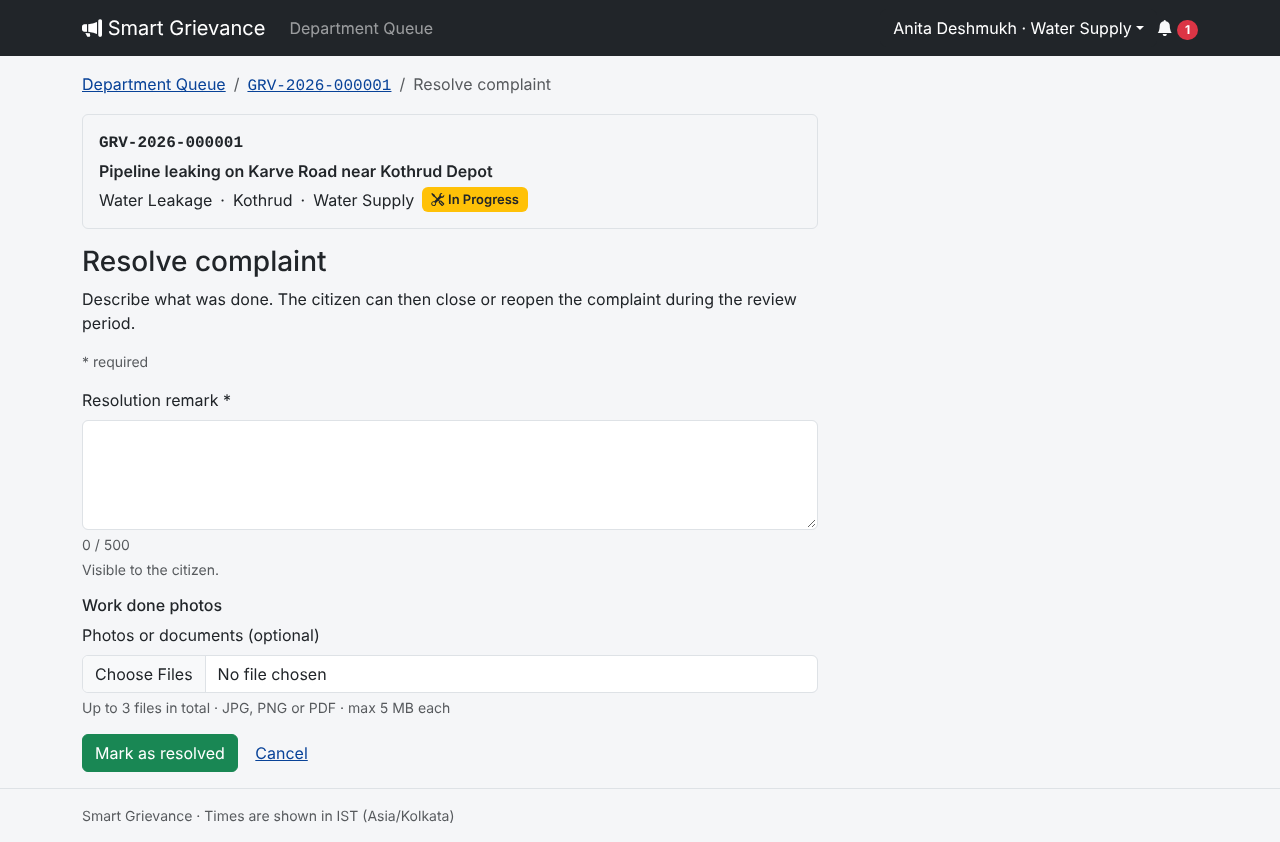 Smart Grievance Department Queue Anita Deshmukh · Water Supply 1
Department Queue / GRV-2026-000001 / Resolve complaint
GRV-2026-000001
Pipeline leaking on Karve Road near Kothrud Depot
Water Leakage · Kothrud · Water Supply In Progress
Resolve complaint
Describe what was done. The citizen can then close or reopen the complaint during the review
period.
* required
Resolution remark *
0 / 500
Visible to the citizen.
Work done photos
Photos or documents (optional)
Choose Files No file chosen
Up to 3 files in total · JPG, PNG or PDF · max 5 MB each
Mark as resolved Cancel
Smart Grievance · Times are shown in IST (Asia/Kolkata)